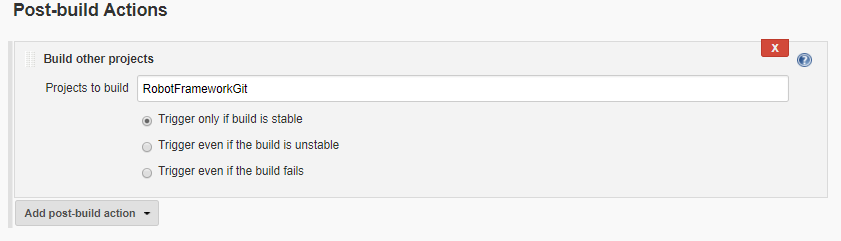 Post-build Actions
X
Build other projects
?
Projects to build RobotFrameworkGit
Trigger only if build is stable
Trigger even if the build is unstable
Trigger even if the build fails
Add post-build action